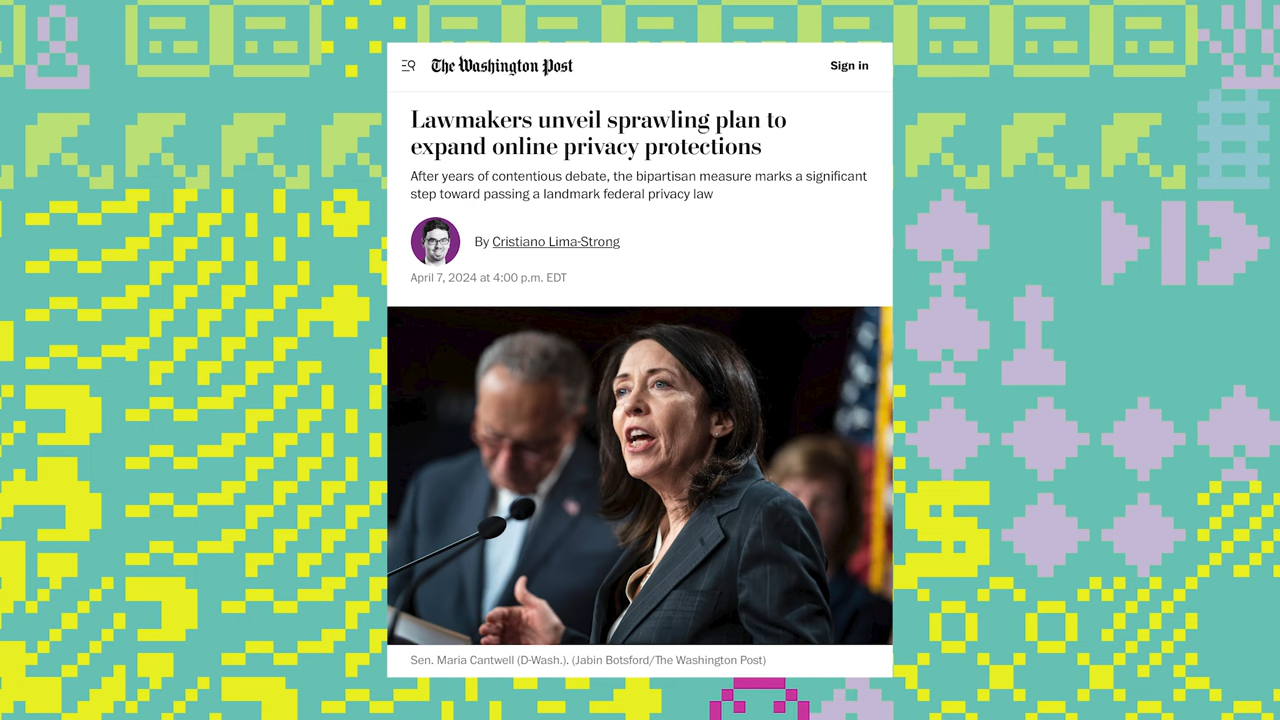 The Washington Post
Sign in
Lawmakers unveil sprawling plan to
expand online privacy protections
After years of contentious debate, the bipartisan measure marks a significant
step toward passing a landmark federal privacy law
By Cristiano Lima-Strong
April 7, 2024 at 4:00 p.m. EDT
Sen. Maria Cantwell (D-Wash.). (Jabin Botsford/The Washington Post)